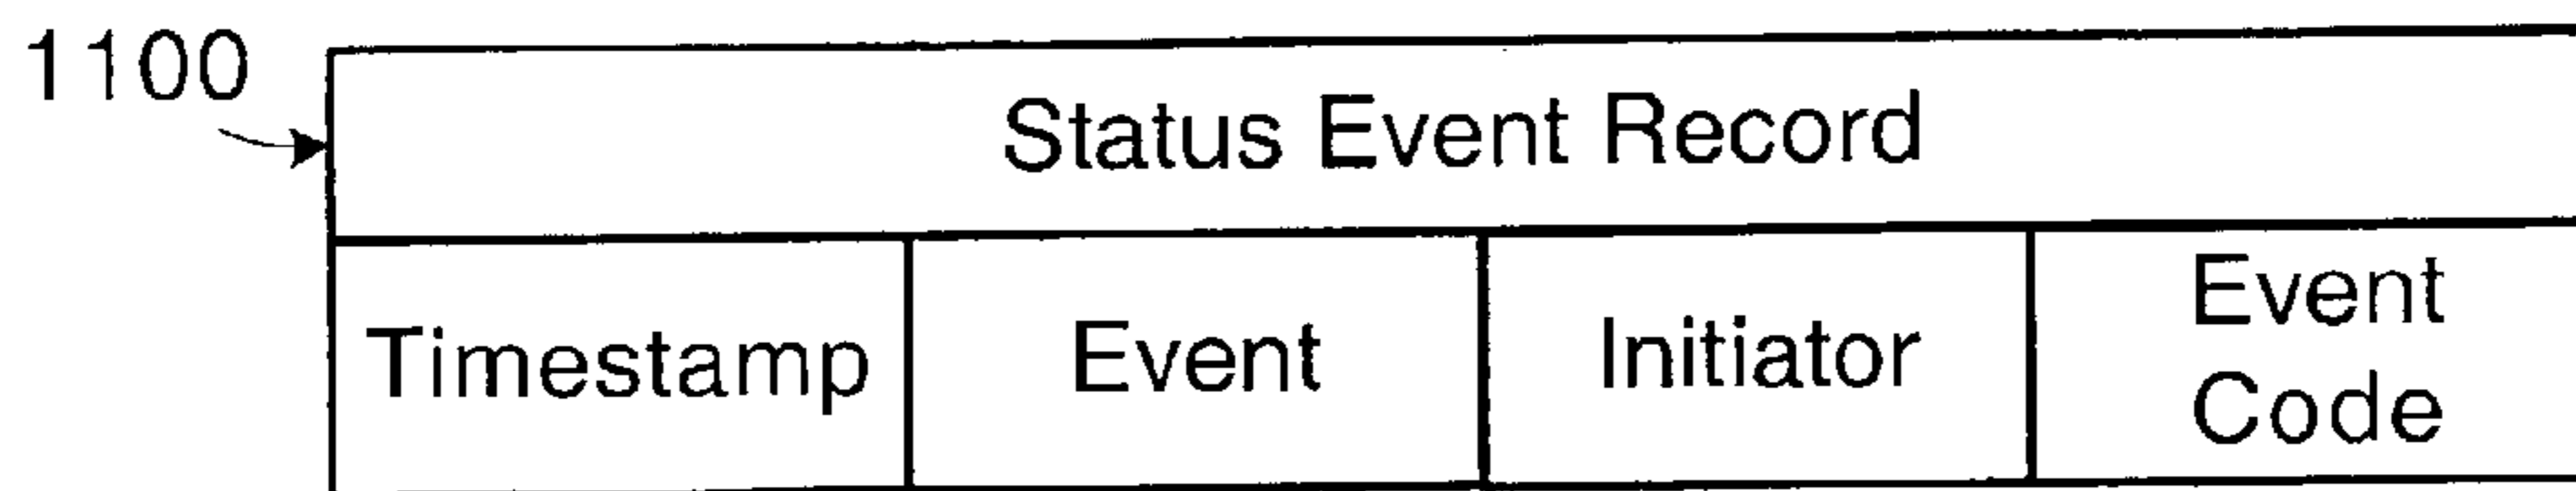 1100
Status Event Record
Timestamp Event Initiator Event
Code